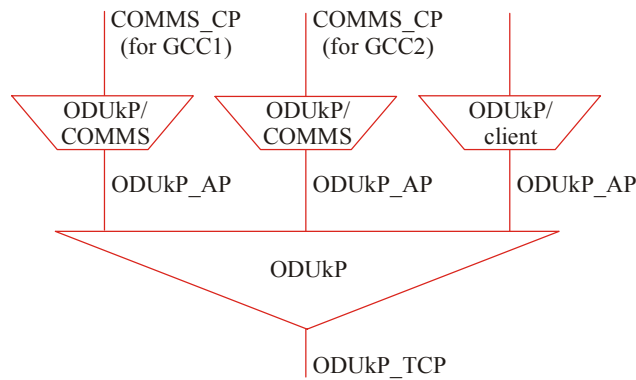 COMMS_CP COMMS_CP
(for GCC1) (for GCC2)
ODUkP/ ODUkP/ ODUkP/
COMMS COMMS client
ODUkP_AP ODUkP_AP ODUkP_AP
ODUkP
ODUkP_TCP